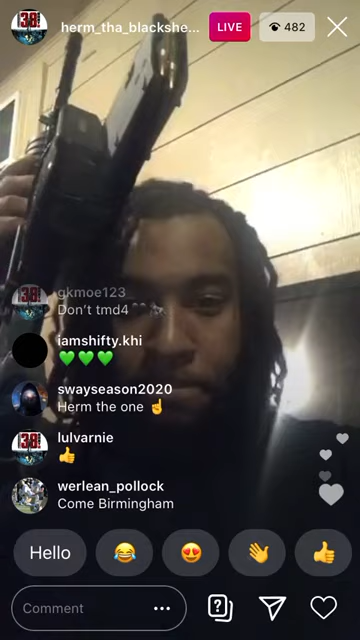 herm_tha_blackshe...
LIVE
482
gkmoe123
Don't tmd4
iamshifty.khi
💚💚💚
swayseason2020
Herm the one ☝
lulvarnie
👍
werlean_pollock
Come Birmingham
Hello
Comment